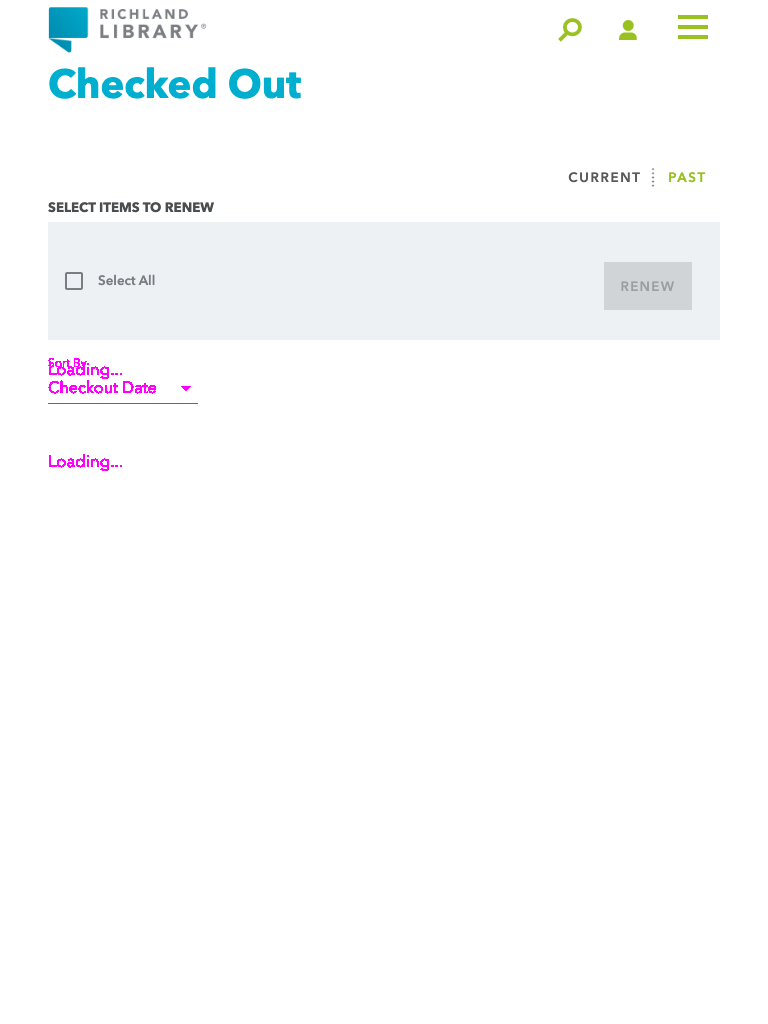 RICHLAND
LIBRARY®
Checked Out
CURRENT PAST
SELECT ITEMS TO RENEW
Select All
RENEW
Sort By
Loading...
Checkout Date
Loading...